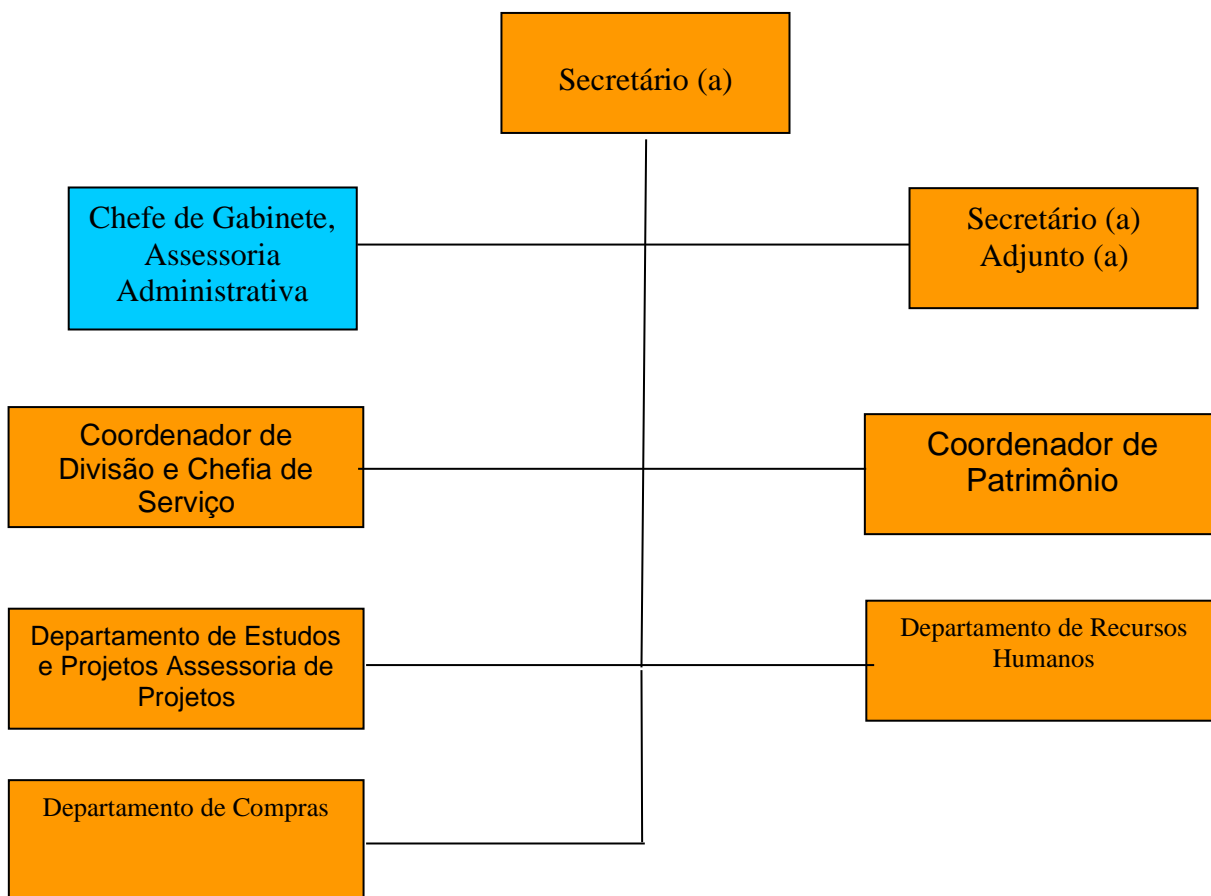 Secretário (a)
Chefe de Gabinete,
Assessoria
Administrativa
Secretário (a)
Adjunto (a)
Coordenador de
Divisão e Chefia de
Serviço
Coordenador de
Patrimônio
Departamento de Estudos
e Projetos Assessoria de
Projetos
Departamento de Recursos
Humanos
Departamento de Compras